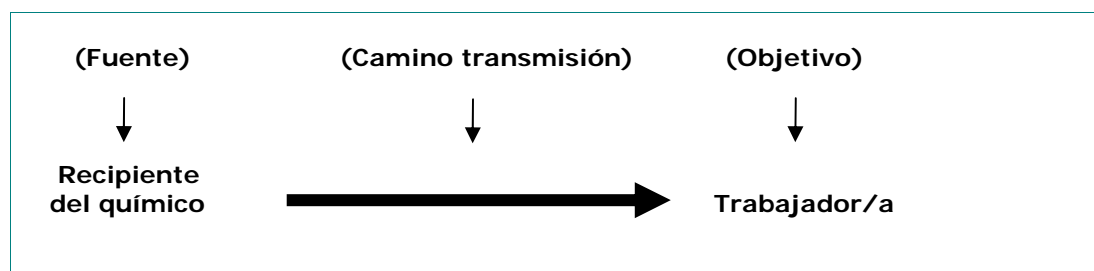 (Fuente) (Camino transmisión) (Objetivo)
Recipiente
del químico
Trabajador/a